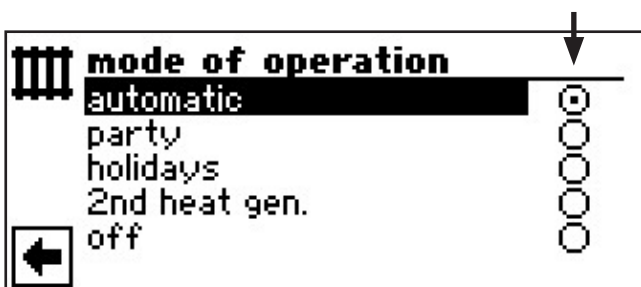 mode of operation
automatic
party
holidays
2nd heat gen.
off